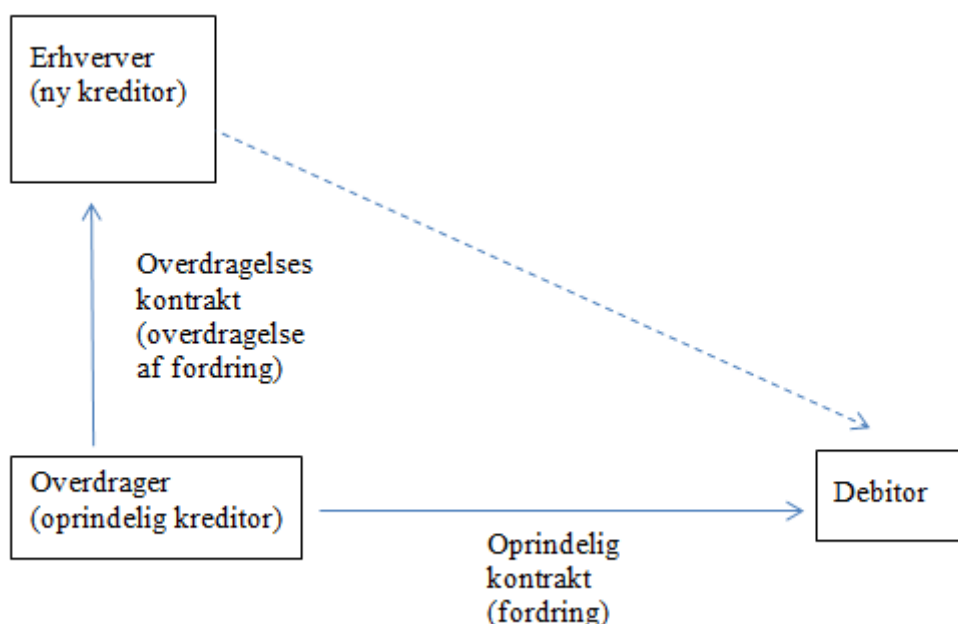 Erhverver
(ny kreditor)
Overdragelses
kontrakt
(overdragelse
af fordring)
Overdrager
(oprindelig kreditor)
Debitor
Oprindelig
kontrakt
(fordring)